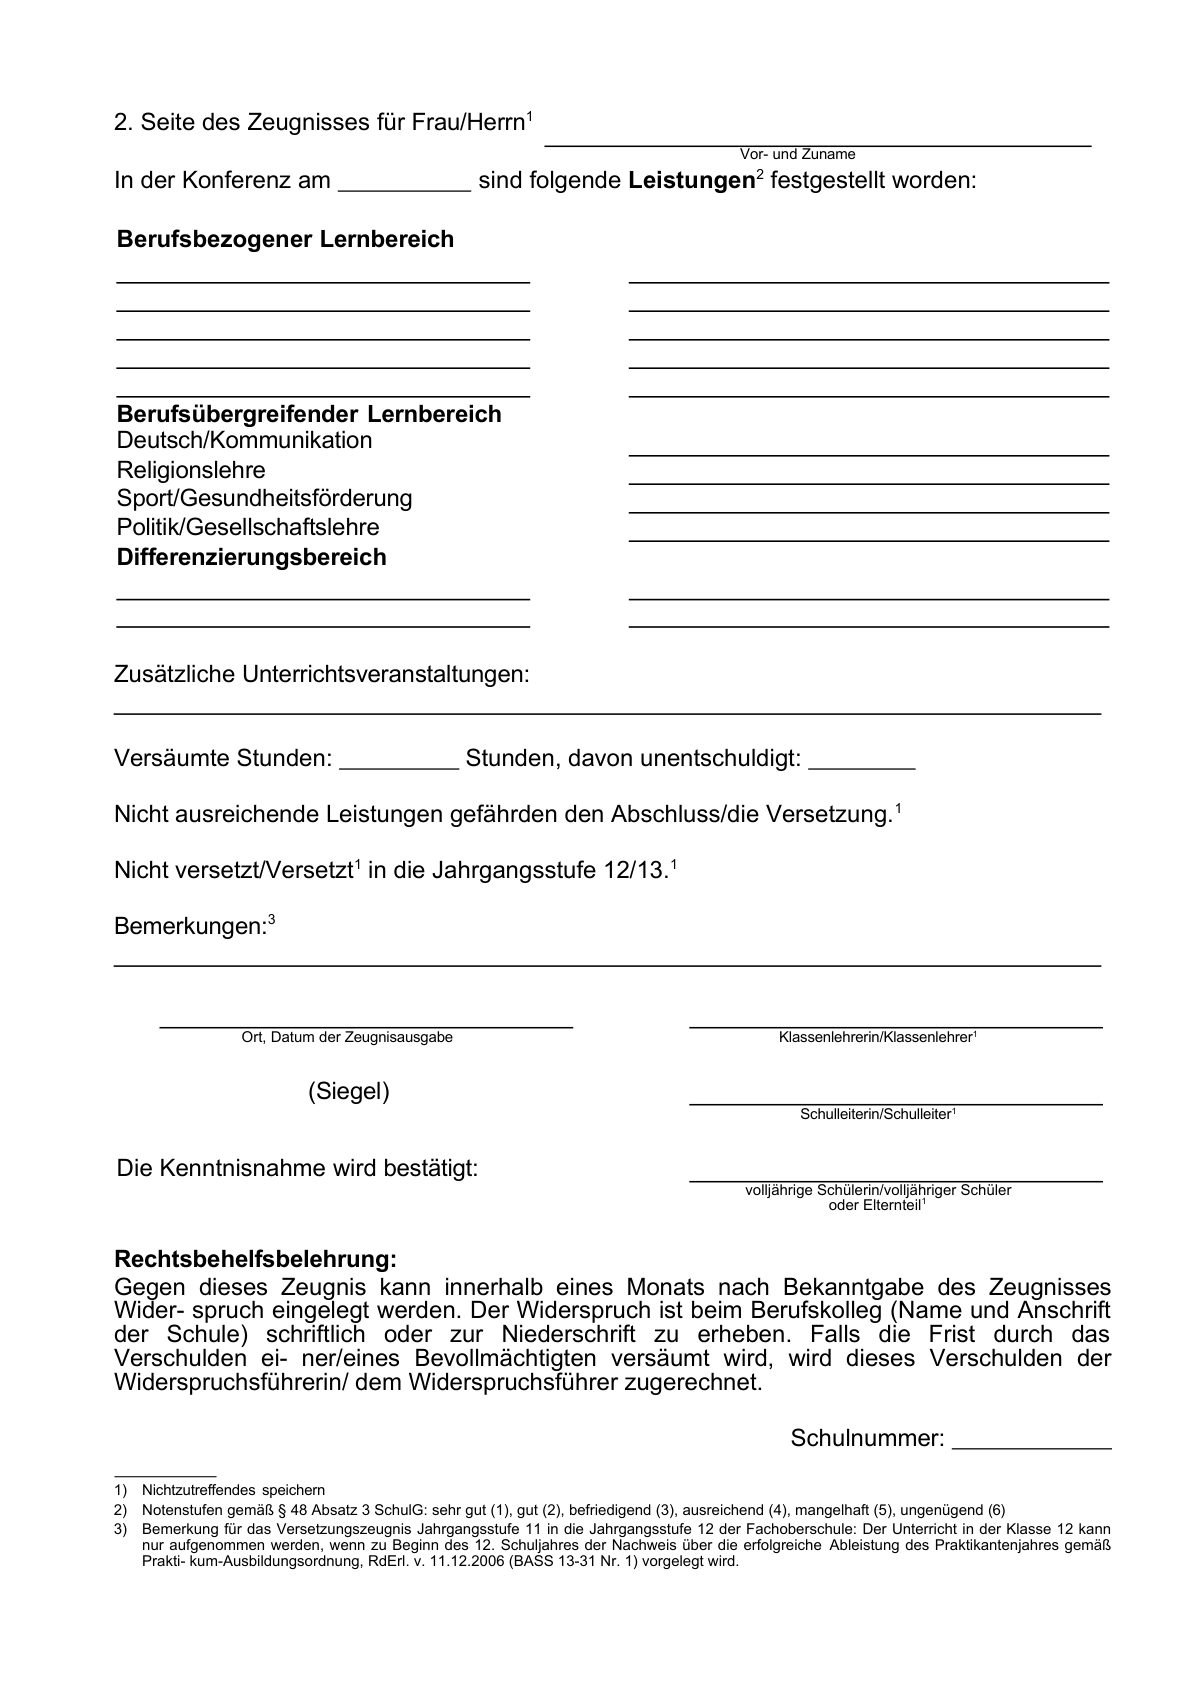 2. Seite des Zeugnisses für Frau/Herrn¹
Vor- und Zuname
In der Konferenz am __________ sind folgende Leistungen² festgestellt worden:
Berufsbezogener Lernbereich
Berufsübergreifender Lernbereich
Deutsch/Kommunikation
Religionslehre
Sport/Gesundheitsförderung
Politik/Gesellschaftslehre
Differenzierungsbereich
Zusätzliche Unterrichtsveranstaltungen:
Versäumte Stunden: _________ Stunden, davon unentschuldigt: ________
Nicht ausreichende Leistungen gefährden den Abschluss/die Versetzung.¹
Nicht versetzt/Versetzt¹ in die Jahrgangsstufe 12/13.¹
Bemerkungen:³
Ort, Datum der Zeugnisausgabe
Klassenlehrerin/Klassenlehrer¹
(Siegel)
Schulleiterin/Schulleiter¹
Die Kenntnisnahme wird bestätigt:
volljährige Schülerin/volljähriger Schüler
oder Elternteil¹
Rechtsbehelfsbelehrung:
Gegen dieses Zeugnis kann innerhalb eines Monats nach Bekanntgabe des Zeugnisses
Wider- spruch eingelegt werden. Der Widerspruch ist beim Berufskolleg (Name und Anschrift
der Schule) schriftlich oder zur Niederschrift zu erheben. Falls die Frist durch das
Verschulden ei- ner/eines Bevollmächtigten versäumt wird, wird dieses Verschulden der
Widerspruchsführerin/ dem Widerspruchsführer zugerechnet.
Schulnummer: ____________
1) Nichtzutreffendes speichern
2) Notenstufen gemäß § 48 Absatz 3 SchulG: sehr gut (1), gut (2), befriedigend (3), ausreichend (4), mangelhaft (5), ungenügend (6)
3) Bemerkung für das Versetzungszeugnis Jahrgangsstufe 11 in die Jahrgangsstufe 12 der Fachoberschule: Der Unterricht in der Klasse 12 kann
nur aufgenommen werden, wenn zu Beginn des 12. Schuljahres der Nachweis über die erfolgreiche Ableistung des Praktikantenjahres gemäß
Prakti- kum-Ausbildungsordnung, RdErl. v. 11.12.2006 (BASS 13-31 Nr. 1) vorgelegt wird.